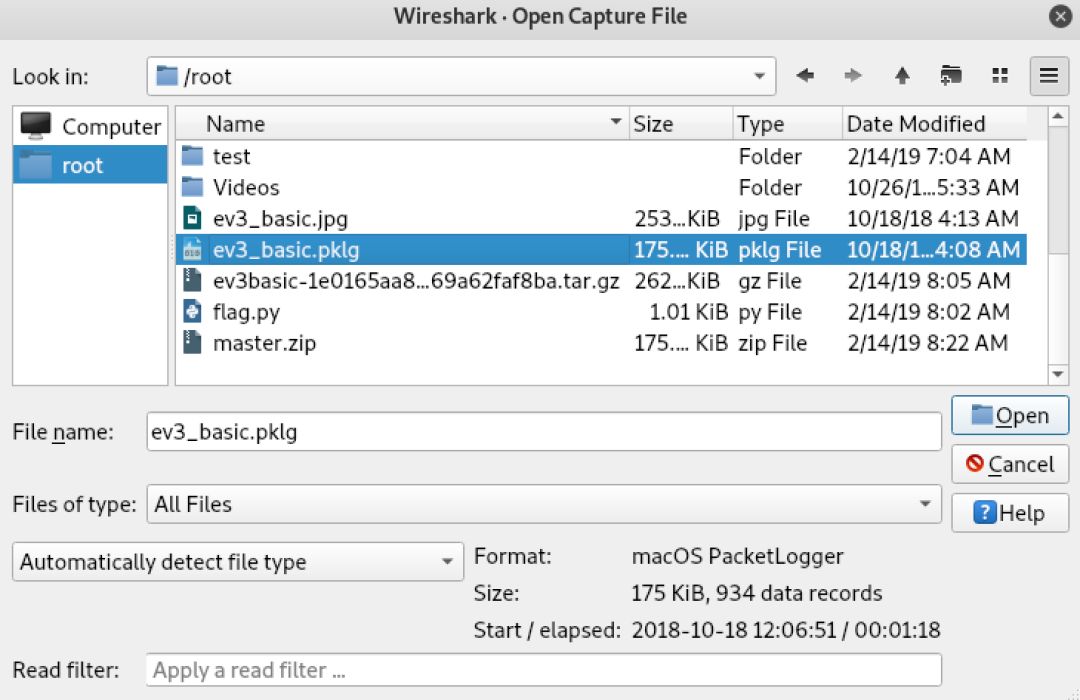 Wireshark · Open Capture File
Look in: /root
Computer
root
Name Size Type Date Modified
test Folder 2/14/19 7:04 AM
Videos Folder 10/26/1...5:33 AM
ev3_basic.jpg 253...KiB jpg File 10/18/18 4:13 AM
ev3_basic.pklg 175.... KiB pklg File 10/18/1...4:08 AM
ev3basic-1e0165aa8...69a62faf8ba.tar.gz 262...KiB gz File 2/14/19 8:05 AM
flag.py 1.01 KiB py File 2/14/19 8:02 AM
master.zip 175.... KiB zip File 2/14/19 8:22 AM
File name: ev3_basic.pklg
Open
Cancel
Files of type: All Files
Help
Automatically detect file type
Format: macOS PacketLogger
Size: 175 KiB, 934 data records
Start / elapsed: 2018-10-18 12:06:51 / 00:01:18
Read filter: Apply a read filter ...